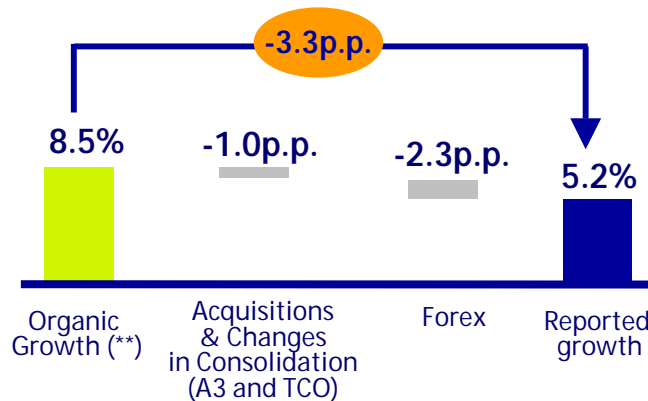 -3.3p.p.
8.5%
-1.0p.p.
-2.3p.p.
5.2%
Organic
Growth (**)
Acquisitions
& Changes
in Consolidation
(A3 and TCO)
Forex
Reported
growth